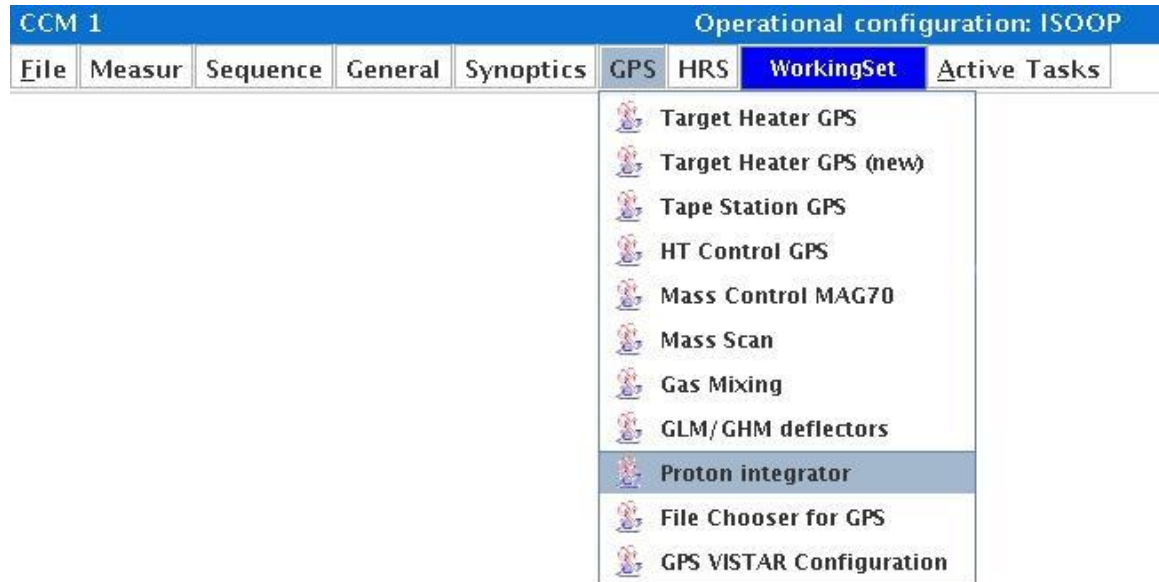 CCM 1 Operational configuration: ISOOP
File Measur Sequence General Synoptics GPS HRS WorkingSet Active Tasks
Target Heater GPS
Target Heater GPS (new)
Tape Station GPS
HT Control GPS
Mass Control MAG70
Mass Scan
Gas Mixing
GLM/GHM deflectors
Proton integrator
File Chooser for GPS
GPS VISTAR Configuration